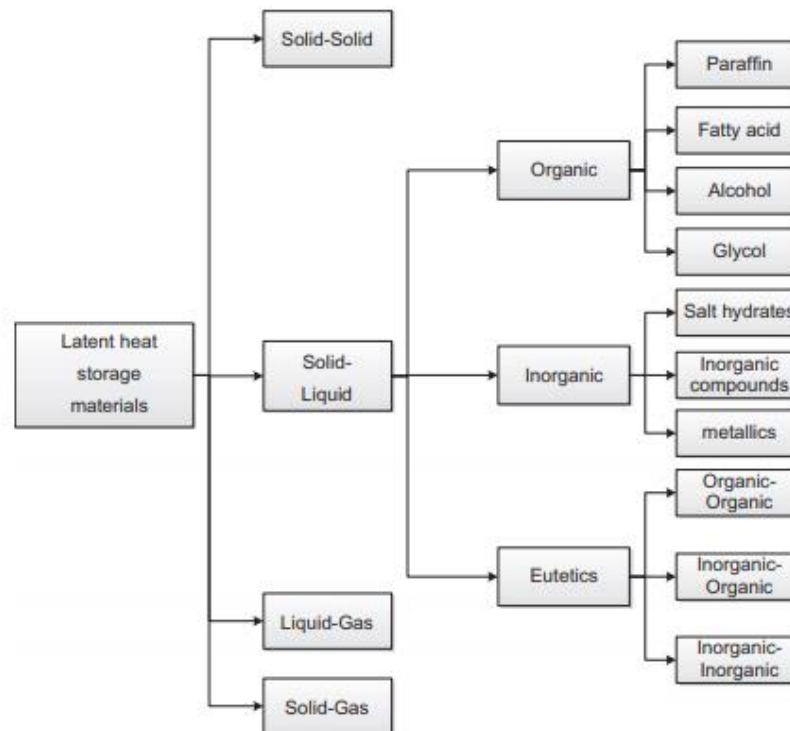 Solid-Solid
Paraffin
Fatty acid
Organic
Alcohol
Glycol
Latent heat
storage
materials
Solid-
Liquid
Inorganic
Salt hydrates
Inorganic
compounds
metallics
Organic-
Organic
Eutetics
Inorganic-
Organic
Inorganic-
Inorganic
Liquid-Gas
Solid-Gas